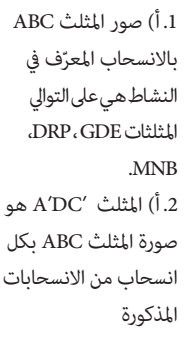 1. أ) صور المثلث ABC
بالانسحاب المعرّف في
النشاط هي على التوالي
المثلثات GDE، DRP،
MNB.
2. أ) المثلث A'DC' هو
صورة المثلث ABC بكل
انسحاب من الانسحابات
المذكورة